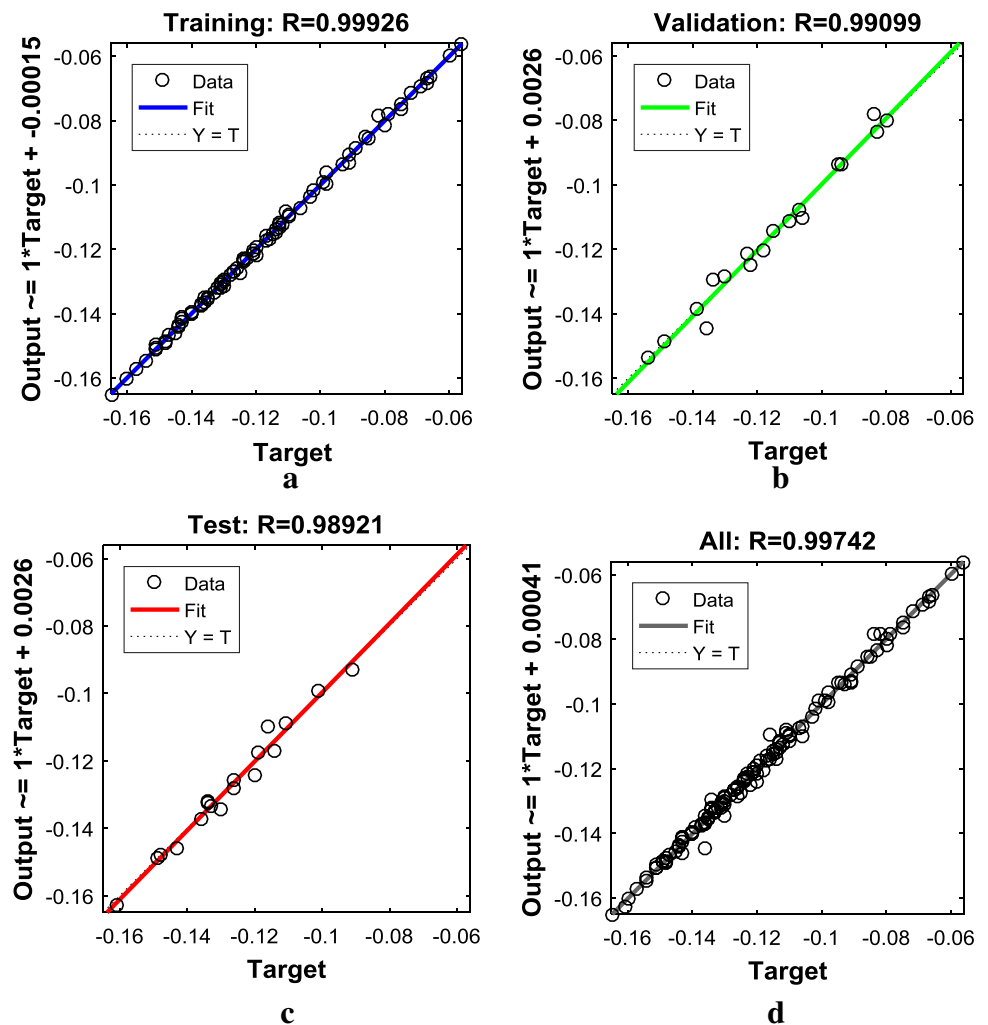 Training: R=0.99926
Output ~= 1*Target + -0.00015
-0.06
-0.08
-0.1
-0.12
-0.14
-0.16
Data
Fit
Y = T
-0.16 -0.14 -0.12 -0.1 -0.08 -0.06
Target
a
Validation: R=0.99099
Output ~= 1*Target + 0.0026
-0.06
-0.08
-0.1
-0.12
-0.14
-0.16
Data
Fit
Y = T
-0.16 -0.14 -0.12 -0.1 -0.08 -0.06
Target
b
Test: R=0.98921
Output ~= 1*Target + 0.0026
-0.06
-0.08
-0.1
-0.12
-0.14
-0.16
Data
Fit
Y = T
-0.16 -0.14 -0.12 -0.1 -0.08 -0.06
Target
c
All: R=0.99742
Output ~= 1*Target + 0.00041
-0.06
-0.08
-0.1
-0.12
-0.14
-0.16
Data
Fit
Y = T
-0.16 -0.14 -0.12 -0.1 -0.08 -0.06
Target
d